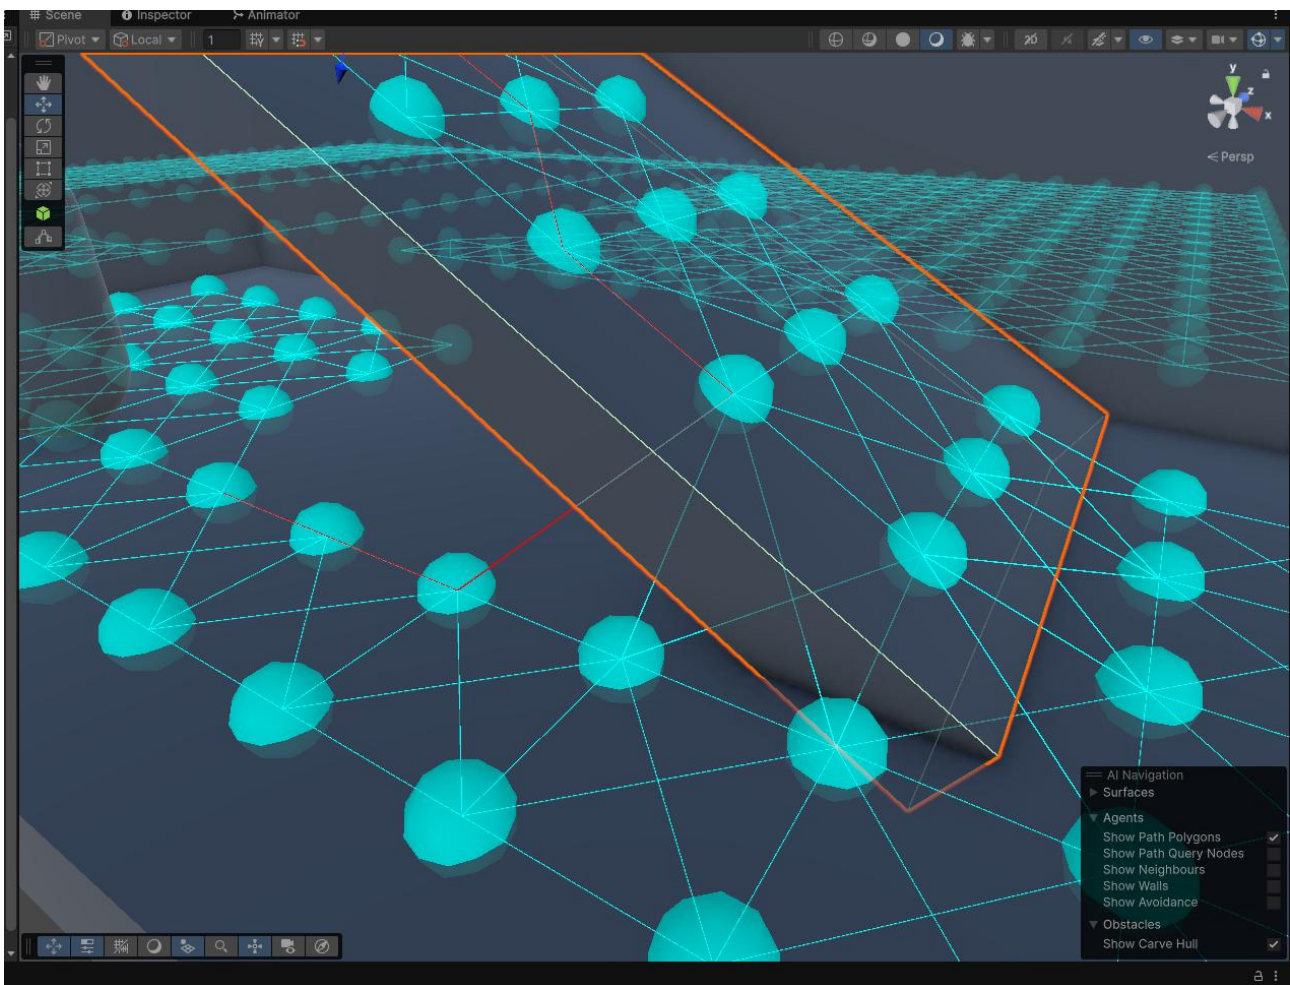 Scene
Inspector
Animator
Pivot
Local
1
2D
y
z
x
Persp
AI Navigation
Surfaces
Agents
Show Path Polygons
Show Path Query Nodes
Show Neighbours
Show Walls
Show Avoidance
Obstacles
Show Carve Hull